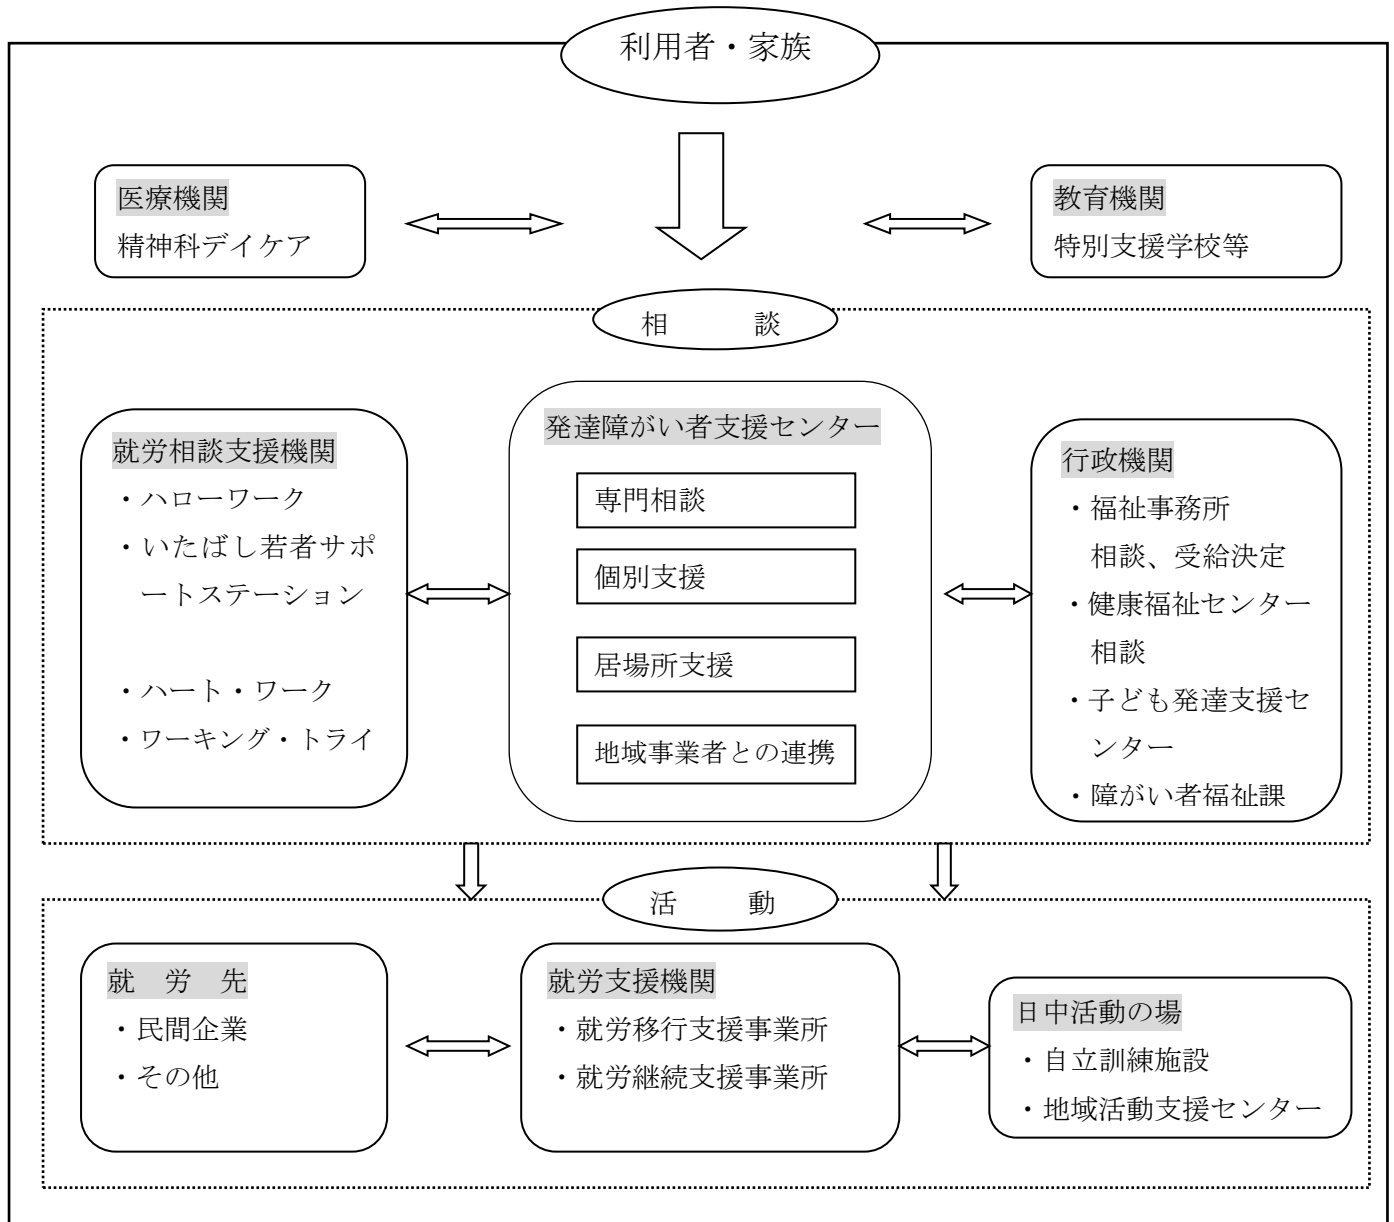 利用者・家族
医療機関
精神科デイケア
教育機関
特別支援学校等
相　　談
就労相談支援機関
・ハローワーク
・いたばし若者サポ
ートステーション
・ハート・ワーク
・ワーキング・トライ
発達障がい者支援センター
専門相談
個別支援
居場所支援
地域事業者との連携
行政機関
・福祉事務所
相談、受給決定
・健康福祉センター
相談
・子ども発達支援セ
ンター
・障がい者福祉課
活　　動
就　労　先
・民間企業
・その他
就労支援機関
・就労移行支援事業所
・就労継続支援事業所
日中活動の場
・自立訓練施設
・地域活動支援センター